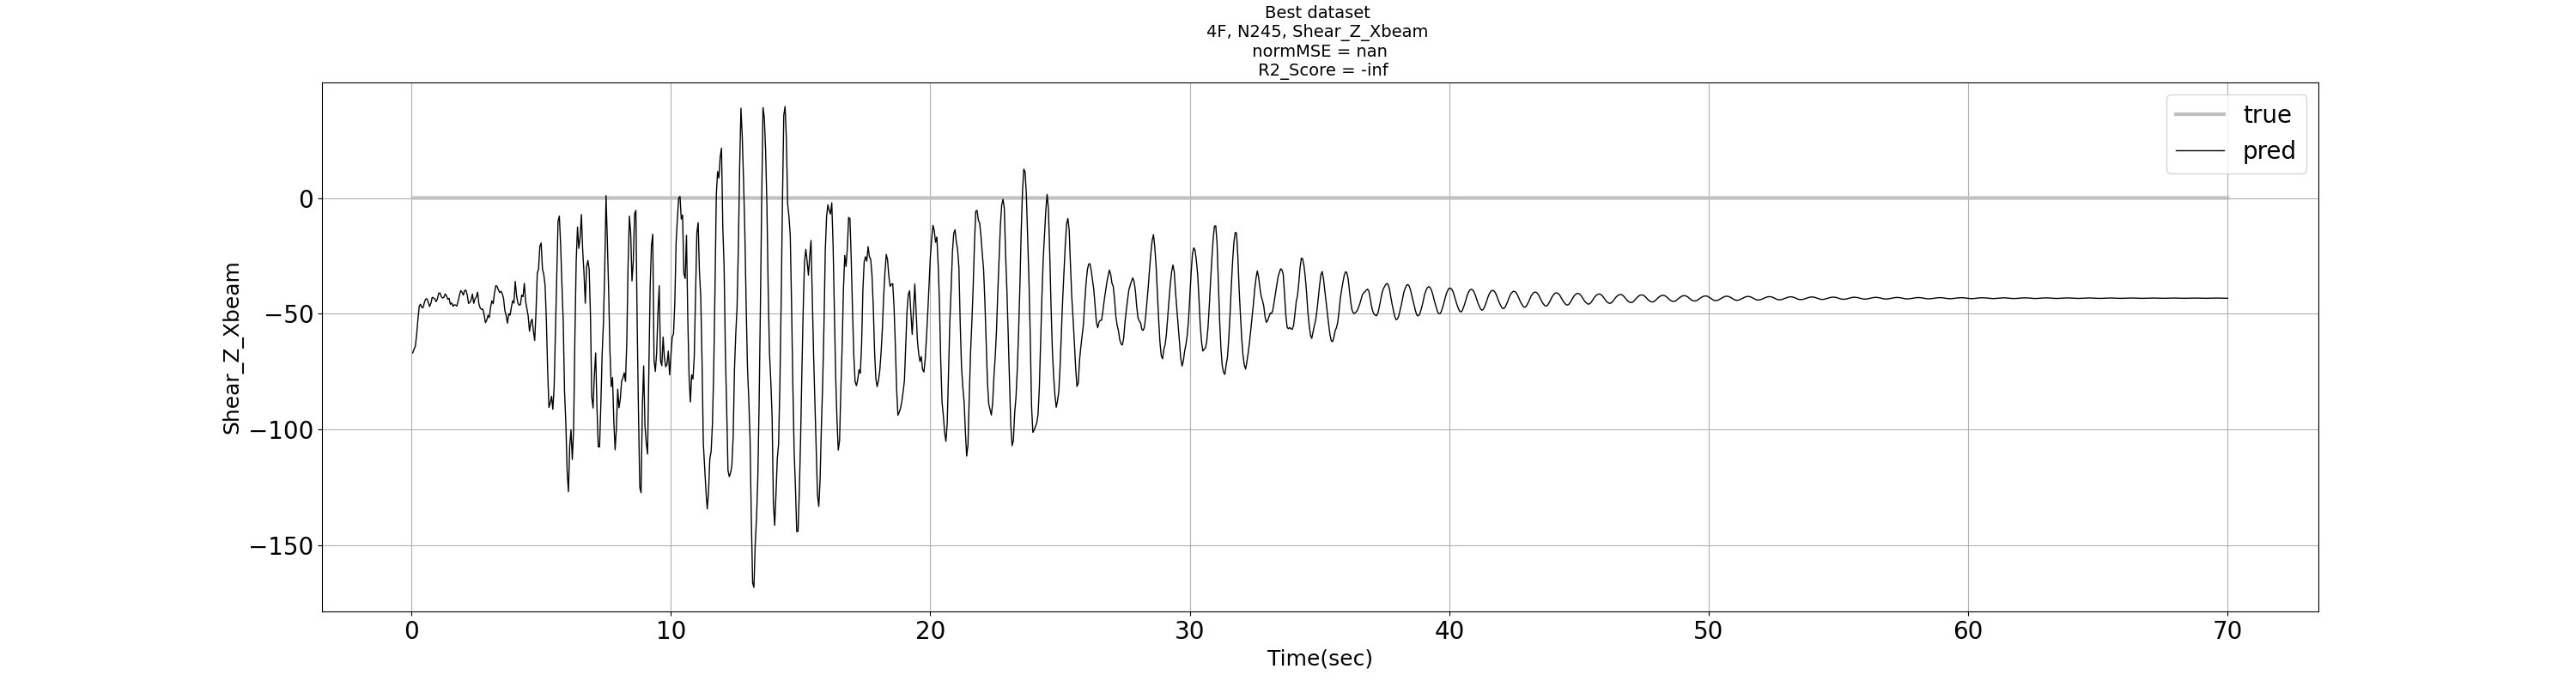 Best dataset
4F, N245, Shear_Z_Xbeam
normMSE = nan
R2_Score = -inf
true
pred
0
−50
−100
−150
Shear_Z_Xbeam
0 10 20 30 40 50 60 70
Time(sec)